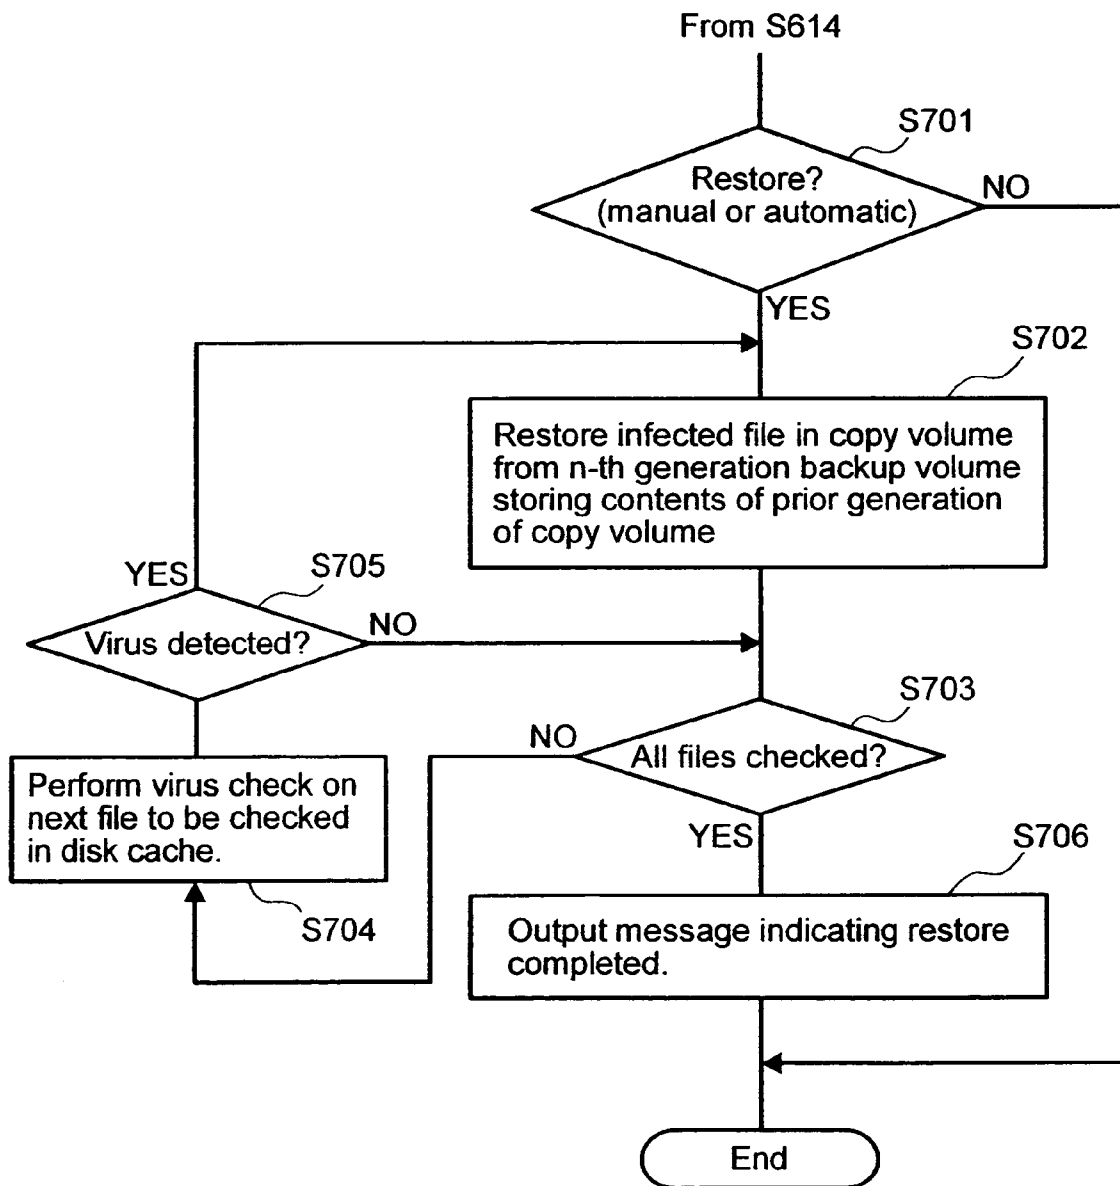 From S614
S701
Restore?
(manual or automatic)
NO
YES
S702
Restore infected file in copy volume
from n-th generation backup volume
storing contents of prior generation
of copy volume
YES
S705
Virus detected?
NO
S703
NO
All files checked?
Perform virus check on
next file to be checked
in disk cache.
YES
S706
S704
Output message indicating restore
completed.
End